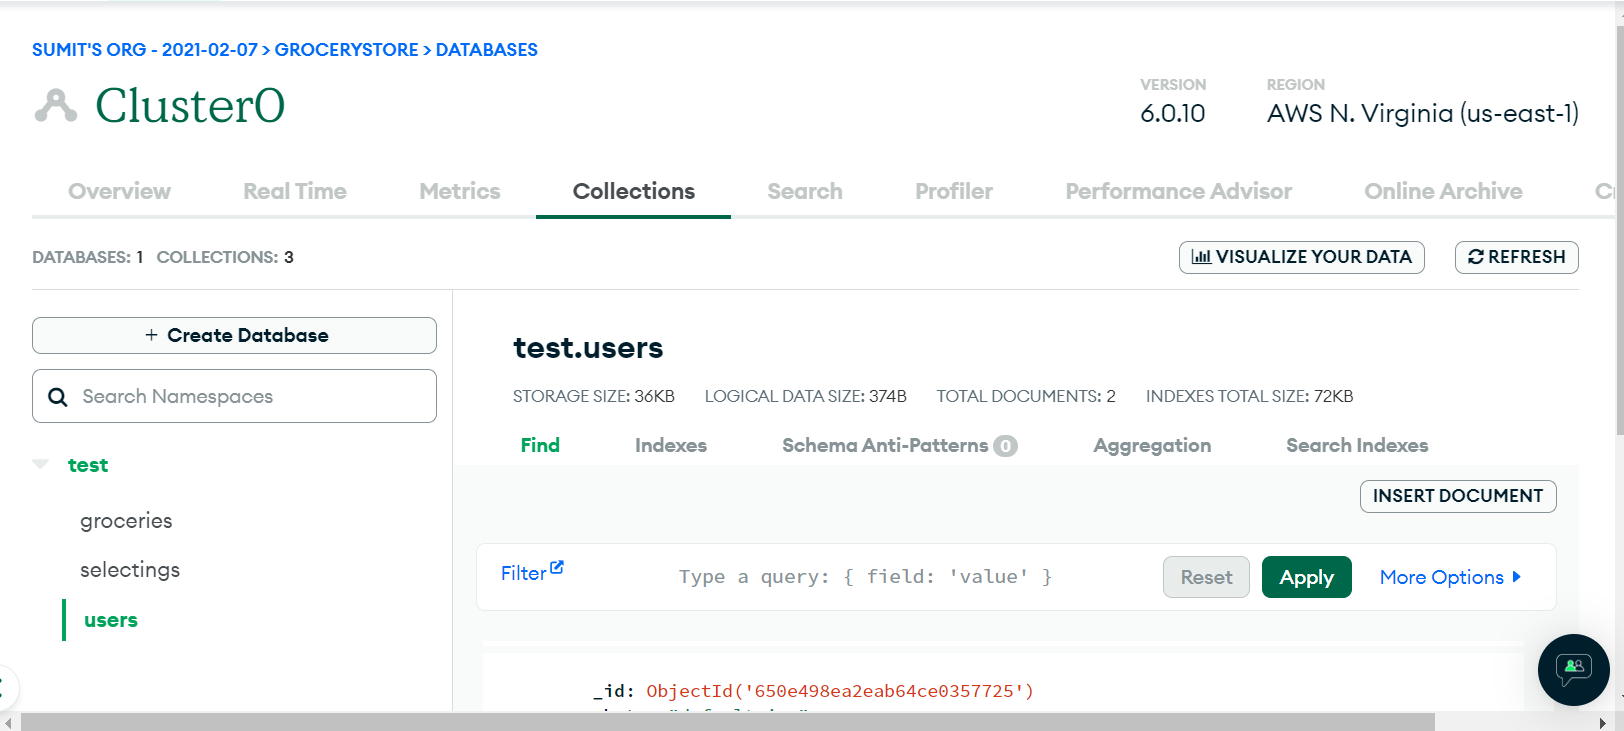 SUMIT'S ORG - 2021-02-07 > GROCERYSTORE > DATABASES
Cluster0
VERSION
6.0.10
REGION
AWS N. Virginia (us-east-1)
Overview Real Time Metrics Collections Search Profiler Performance Advisor Online Archive
DATABASES: 1 COLLECTIONS: 3
VISUALIZE YOUR DATA
REFRESH
+ Create Database
Search Namespaces
test
groceries
selectings
users
test.users
STORAGE SIZE: 36KB LOGICAL DATA SIZE: 374B TOTAL DOCUMENTS: 2 INDEXES TOTAL SIZE: 72KB
Find Indexes Schema Anti-Patterns 0 Aggregation Search Indexes
INSERT DOCUMENT
Filter Type a query: { field: 'value' } Reset Apply More Options
_id: ObjectId('650e498ea2eab64ce0357725')